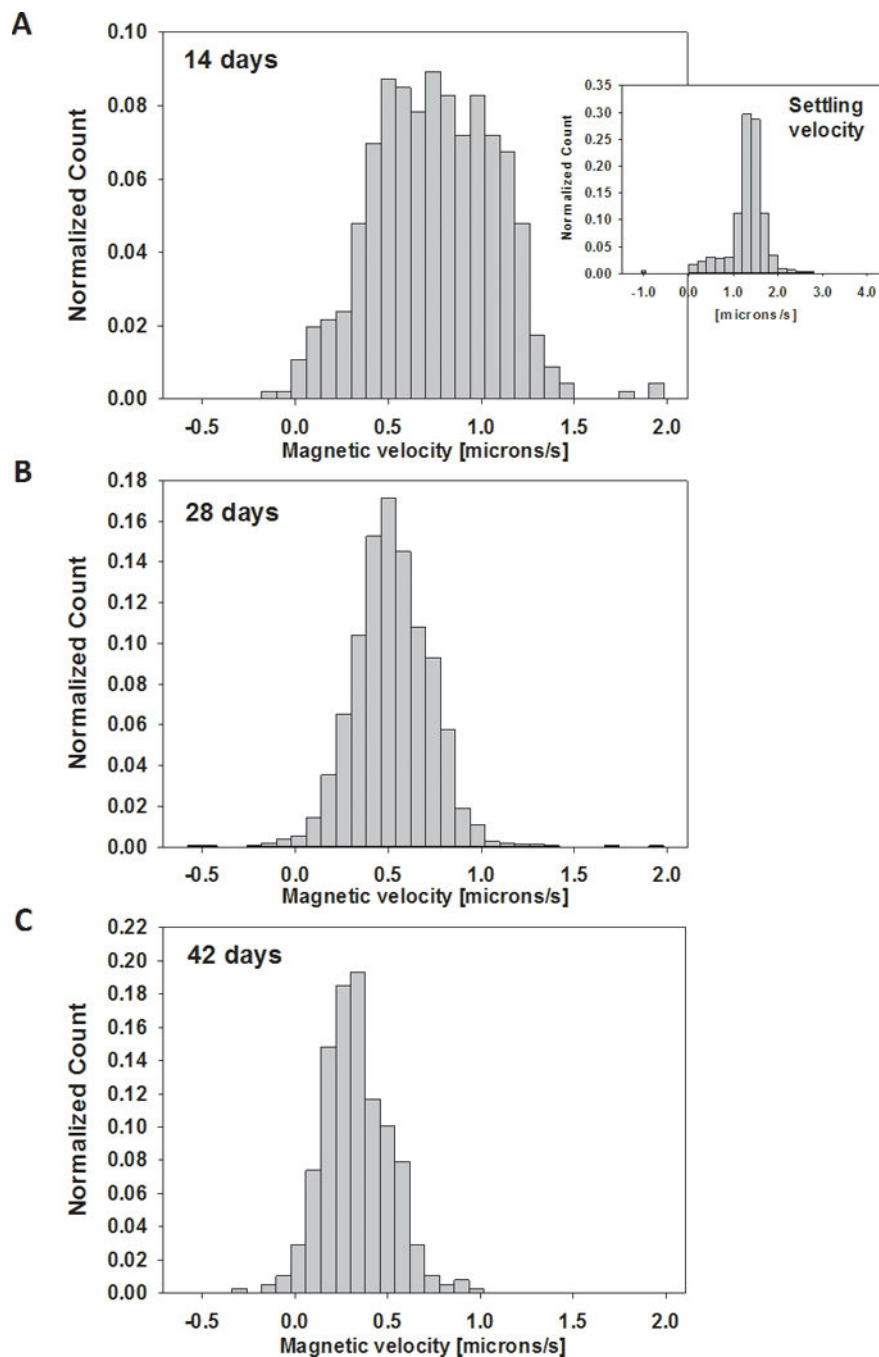 A
14 days
0.10
0.08
0.06
0.04
0.02
0.00
Normalized Count
-0.5 0.0 0.5 1.0 1.5 2.0
Magnetic velocity [microns/s]
Settling
velocity
0.35
0.30
0.25
0.20
0.15
0.10
0.05
0.00
Normalized Count
-1.0 0.0 1.0 2.0 3.0 4.0
[microns/s]
B
28 days
0.18
0.16
0.14
0.12
0.10
0.08
0.06
0.04
0.02
0.00
Normalized Count
-0.5 0.0 0.5 1.0 1.5 2.0
Magnetic velocity [microns/s]
C
42 days
0.22
0.20
0.18
0.16
0.14
0.12
0.10
0.08
0.06
0.04
0.02
0.00
Normalized Count
-0.5 0.0 0.5 1.0 1.5 2.0
Magnetic velocity [microns/s]